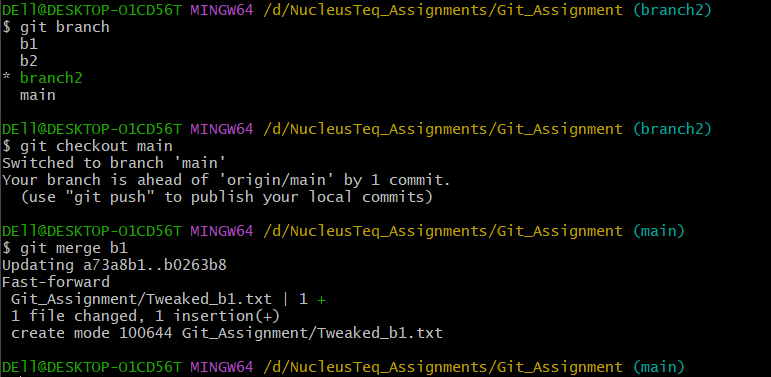 DEll@DESKTOP-O1CD56T MINGW64 /d/NucleusTeq_Assignments/Git_Assignment (branch2)
$ git branch
  b1
  b2
* branch2
  main
DEll@DESKTOP-O1CD56T MINGW64 /d/NucleusTeq_Assignments/Git_Assignment (branch2)
$ git checkout main
Switched to branch 'main'
Your branch is ahead of 'origin/main' by 1 commit.
  (use "git push" to publish your local commits)
DEll@DESKTOP-O1CD56T MINGW64 /d/NucleusTeq_Assignments/Git_Assignment (main)
$ git merge b1
Updating a73a8b1..b0263b8
Fast-forward
 Git_Assignment/Tweaked_b1.txt | 1 +
 1 file changed, 1 insertion(+)
 create mode 100644 Git_Assignment/Tweaked_b1.txt
DEll@DESKTOP-O1CD56T MINGW64 /d/NucleusTeq_Assignments/Git_Assignment (main)